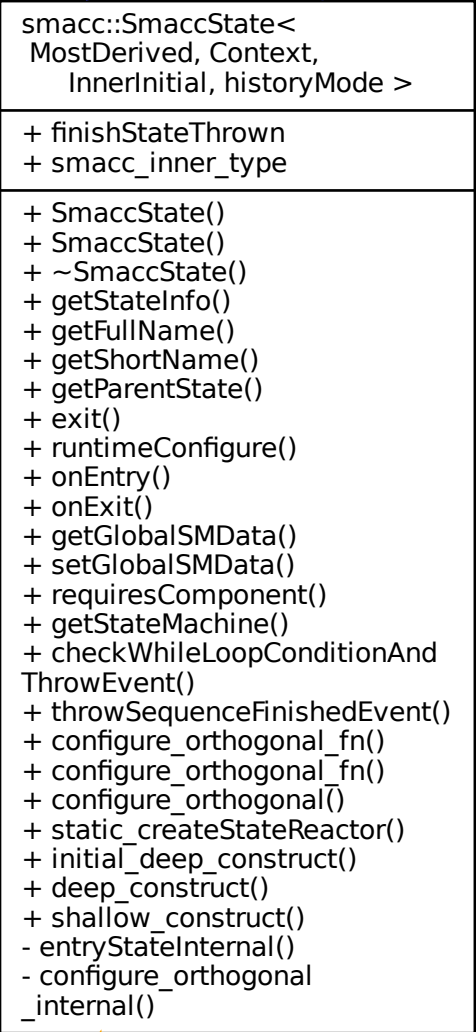 smacc::SmaccState<
MostDerived, Context,
InnerInitial, historyMode >
+ finishStateThrown
+ smacc_inner_type
+ SmaccState()
+ SmaccState()
+ ~SmaccState()
+ getStateInfo()
+ getFullName()
+ getShortName()
+ getParentState()
+ exit()
+ runtimeConfigure()
+ onEntry()
+ onExit()
+ getGlobalSMData()
+ setGlobalSMData()
+ requiresComponent()
+ getStateMachine()
+ checkWhileLoopConditionAnd
ThrowEvent()
+ throwSequenceFinishedEvent()
+ configure_orthogonal_fn()
+ configure_orthogonal_fn()
+ configure_orthogonal()
+ static_createStateReactor()
+ initial_deep_construct()
+ deep_construct()
+ shallow_construct()
- entryStateInternal()
- configure_orthogonal
_internal()